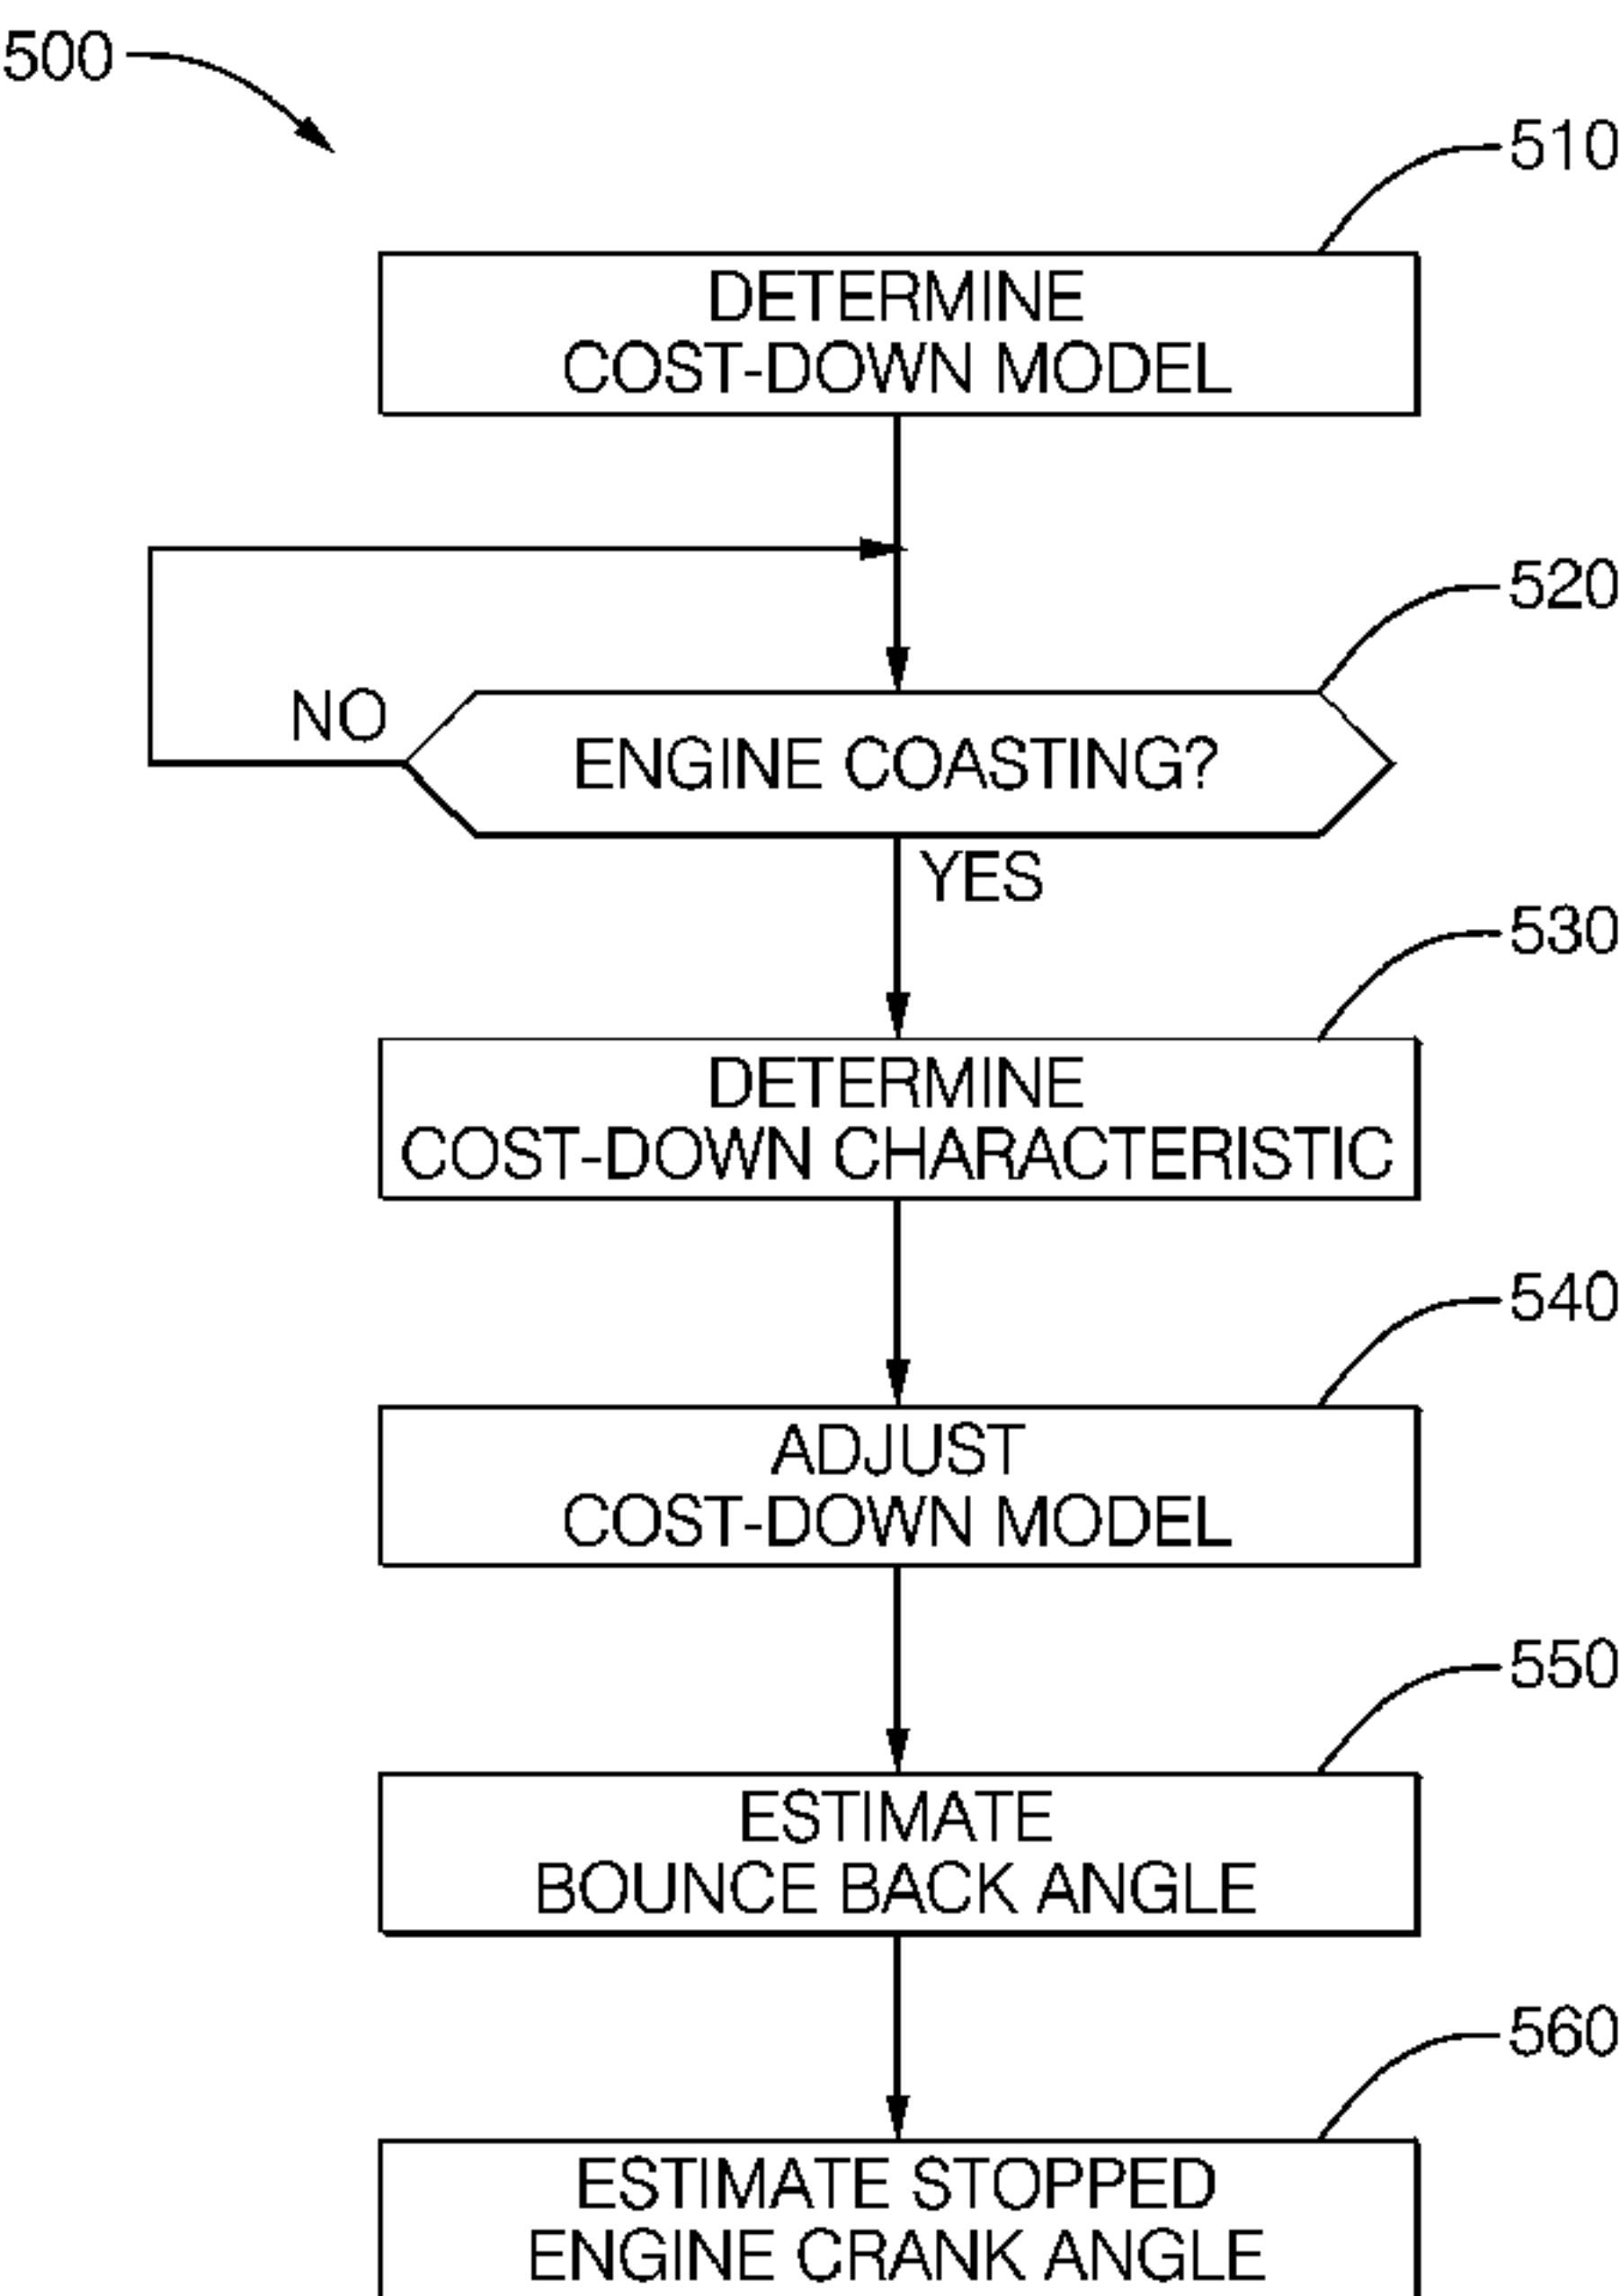 500
510
DETERMINE
COST-DOWN MODEL
520
NO
ENGINE COASTING?
YES
530
DETERMINE
COST-DOWN CHARACTERISTIC
540
ADJUST
COST-DOWN MODEL
550
ESTIMATE
BOUNCE BACK ANGLE
560
ESTIMATE STOPPED
ENGINE CRANK ANGLE